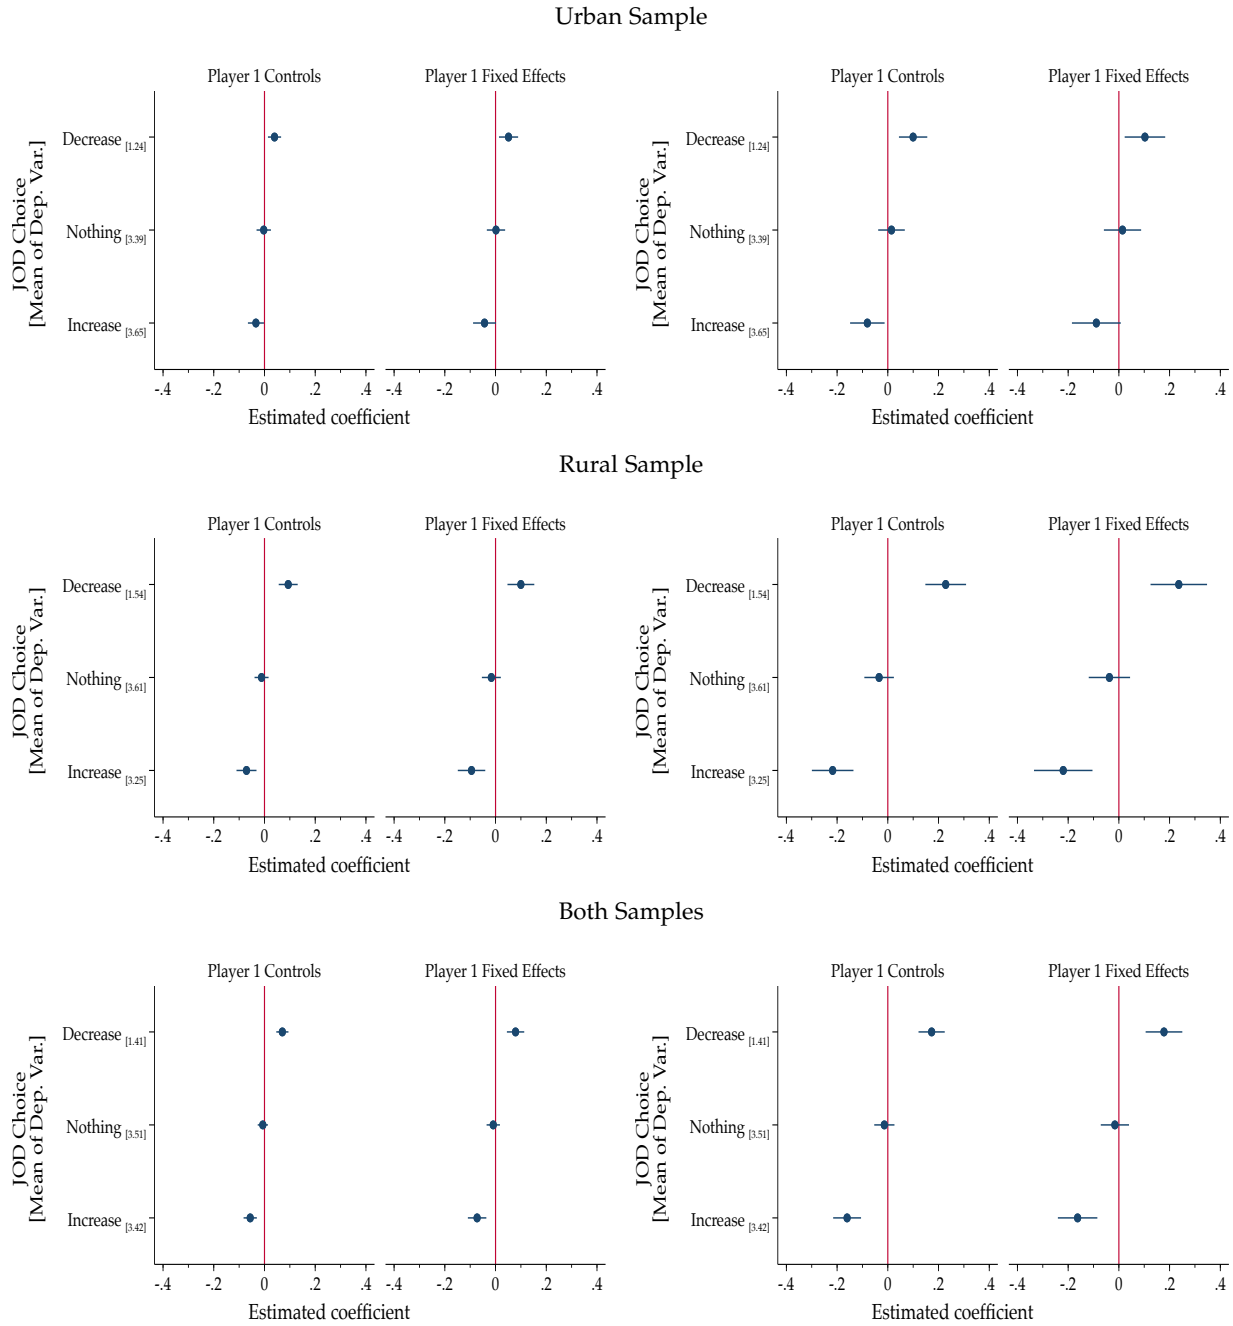 Urban Sample
Player 1 Controls
Player 1 Fixed Effects
JOD Choice
[Mean of Dep. Var.]
Decrease [1.24]
Nothing [3.39]
Increase [3.65]
-.4 -.2 0 .2 .4
-.4 -.2 0 .2 .4
Estimated coefficient
Player 1 Controls
Player 1 Fixed Effects
JOD Choice
[Mean of Dep. Var.]
Decrease [1.24]
Nothing [3.39]
Increase [3.65]
-.4 -.2 0 .2 .4
-.4 -.2 0 .2 .4
Estimated coefficient
Rural Sample
Player 1 Controls
Player 1 Fixed Effects
JOD Choice
[Mean of Dep. Var.]
Decrease [1.54]
Nothing [3.61]
Increase [3.25]
-.4 -.2 0 .2 .4
-.4 -.2 0 .2 .4
Estimated coefficient
Player 1 Controls
Player 1 Fixed Effects
JOD Choice
[Mean of Dep. Var.]
Decrease [1.54]
Nothing [3.61]
Increase [3.25]
-.4 -.2 0 .2 .4
-.4 -.2 0 .2 .4
Estimated coefficient
Both Samples
Player 1 Controls
Player 1 Fixed Effects
JOD Choice
[Mean of Dep. Var.]
Decrease [1.41]
Nothing [3.51]
Increase [3.42]
-.4 -.2 0 .2 .4
-.4 -.2 0 .2 .4
Estimated coefficient
Player 1 Controls
Player 1 Fixed Effects
JOD Choice
[Mean of Dep. Var.]
Decrease [1.41]
Nothing [3.51]
Increase [3.42]
-.4 -.2 0 .2 .4
-.4 -.2 0 .2 .4
Estimated coefficient